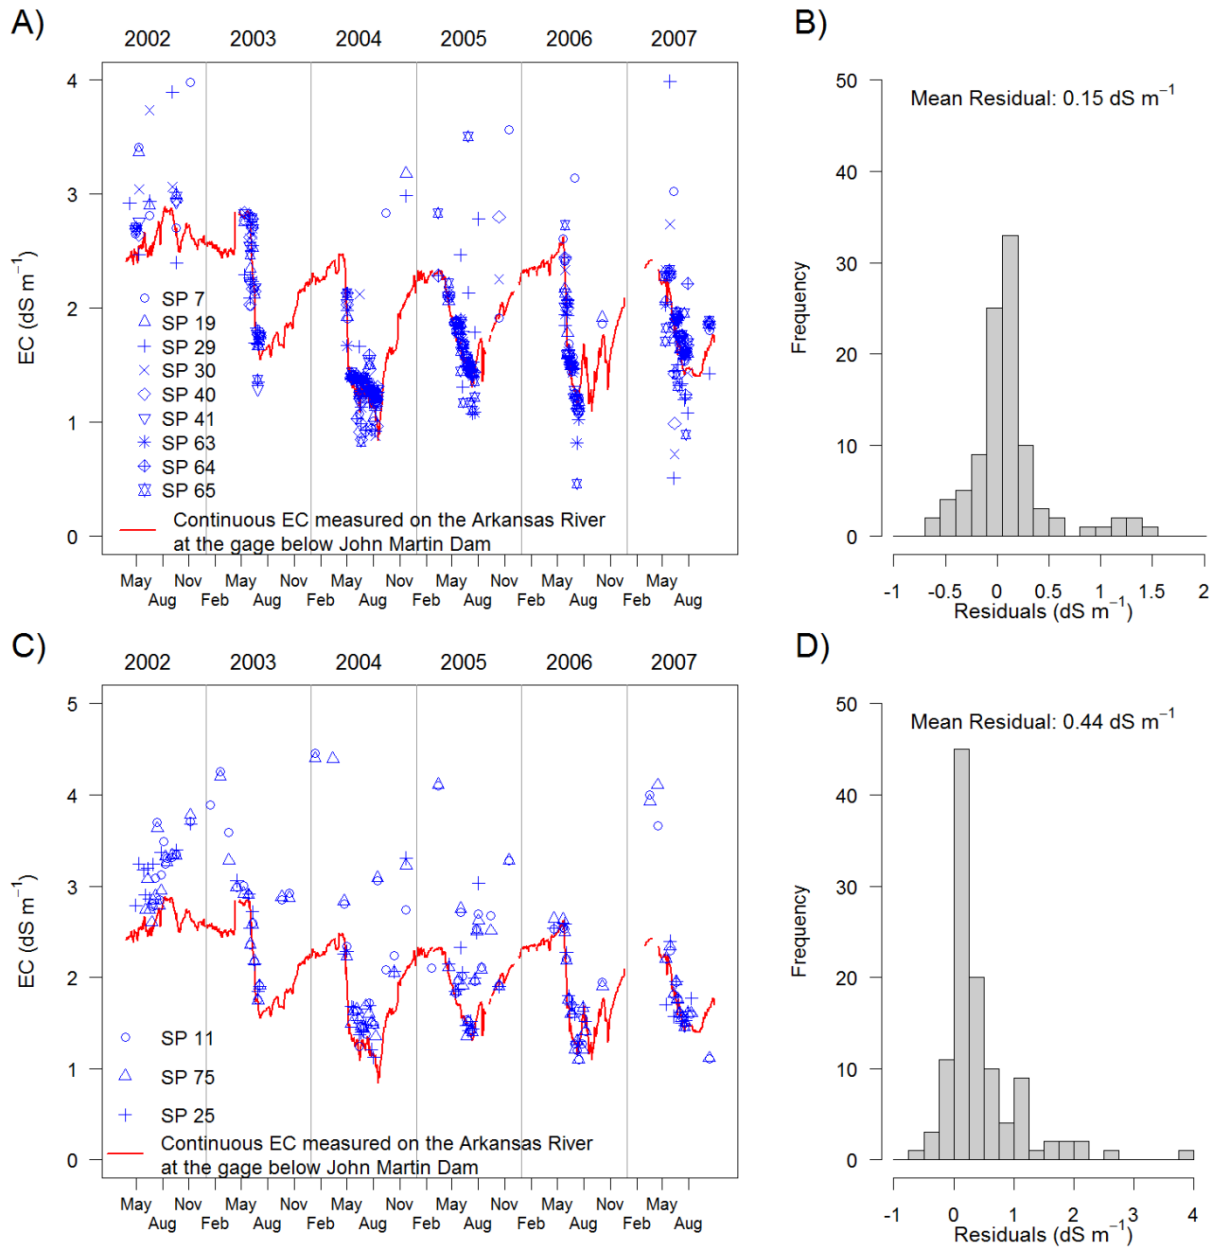 A)
2002 2003 2004 2005 2006 2007
4
3
2
1
0
EC (dS m⁻¹)
SP 7
SP 19
SP 29
SP 30
SP 40
SP 41
SP 63
SP 64
SP 65
Continuous EC measured on the Arkansas River
at the gage below John Martin Dam
May Nov May Nov May Nov May Nov May Nov May
Aug Feb Aug Feb Aug Feb Aug Feb Aug Feb Aug
B)
Mean Residual: 0.15 dS m⁻¹
50
40
30
20
10
0
Frequency
-1 -0.5 0 0.5 1 1.5 2
Residuals (dS m⁻¹)
C)
2002 2003 2004 2005 2006 2007
5
4
3
2
1
0
EC (dS m⁻¹)
SP 11
SP 75
SP 25
Continuous EC measured on the Arkansas River
at the gage below John Martin Dam
May Nov May Nov May Nov May Nov May Nov May
Aug Feb Aug Feb Aug Feb Aug Feb Aug Feb Aug
D)
Mean Residual: 0.44 dS m⁻¹
50
40
30
20
10
0
Frequency
-1 0 1 2 3 4
Residuals (dS m⁻¹)